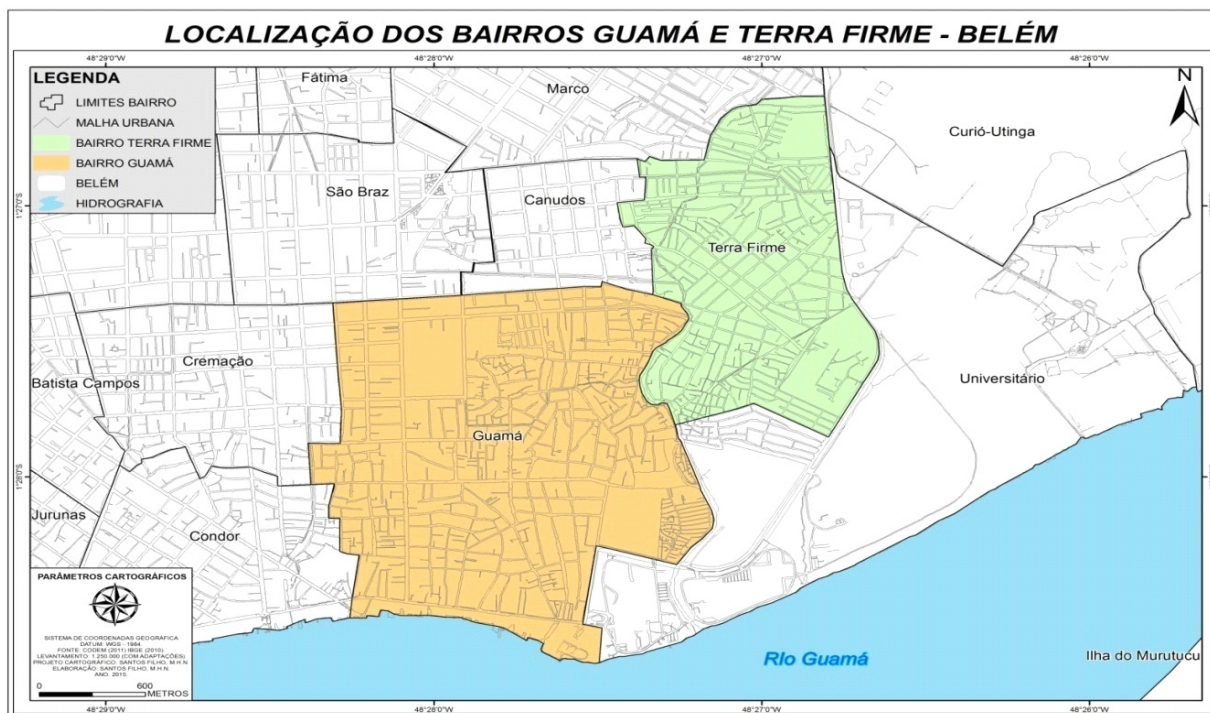 LOCALIZAÇÃO DOS BAIRROS GUAMÁ E TERRA FIRME - BELÉM
48°29'0"W 48°28'0"W 48°27'0"W 48°26'0"W
LEGENDA
LIMITES BAIRRO
MALHA URBANA
BAIRRO TERRA FIRME
BAIRRO GUAMÁ
BELÉM
HIDROGRAFIA
Fátima
Marco
N
Curió-Utinga
São Braz
Canudos
1°27'0"S
Terra Firme
Cremação
Batista Campos
Universitário
Guamá
1°28'0"S
Jurunas
Condor
PARÂMETROS CARTOGRÁFICOS
SISTEMA DE COORDENADAS GEOGRÁFICA
DATUM: WGS - 1984
FONTE: CODEM (2011) IBGE (2010)
LEVANTAMENTO: 1:250.000 (COM ADAPTAÇÕES)
PROJETO CARTOGRÁFICO: SANTOS FILHO, M.H.N
ELABORAÇÃO: SANTOS FILHO, M.H.N.
ANO: 2015
0 600
METROS
RIo Guamá
Ilha do Murutucu
48°29'0"W 48°28'0"W 48°27'0"W 48°26'0"W